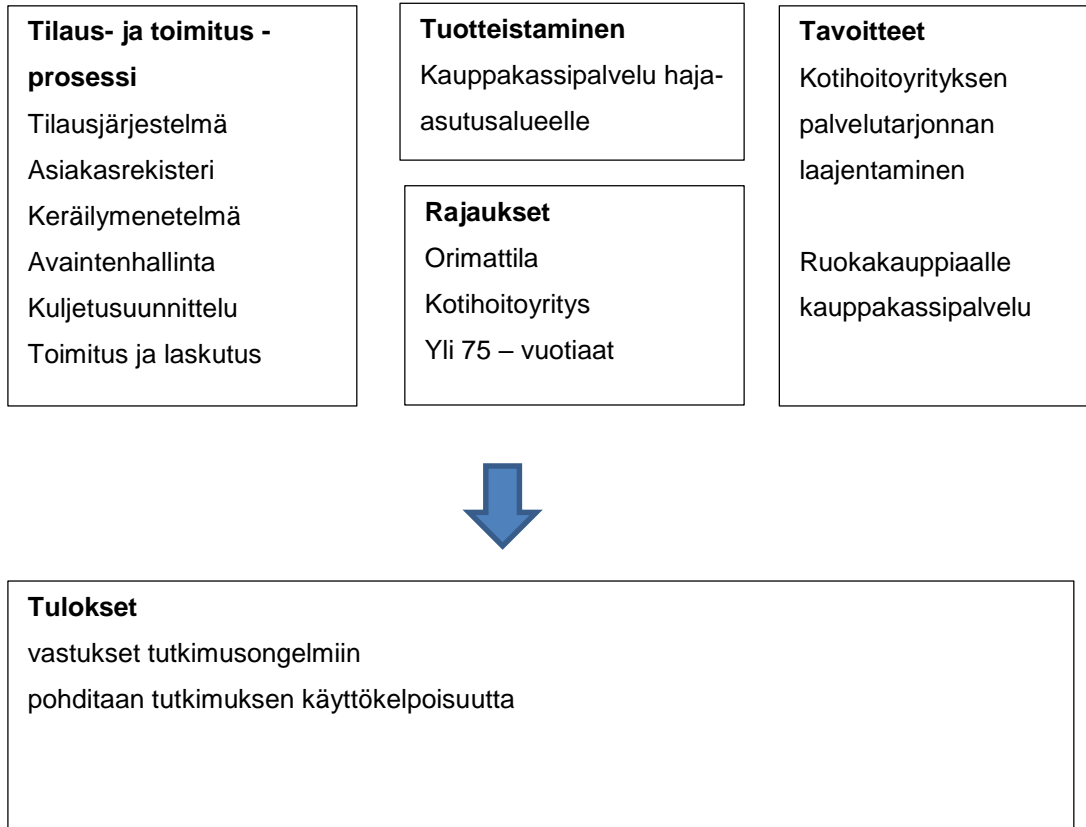 Tilaus- ja toimitus -
prosessi
Tilausjärjestelmä
Asiakasrekisteri
Keräilymenetelmä
Avaintenhallinta
Kuljetusuunnittelu
Toimitus ja laskutus
Tuotteistaminen
Kauppakassipalvelu haja-
asutusalueelle
Rajaukset
Orimattila
Kotihoitoyritys
Yli 75 – vuotiaat
Tavoitteet
Kotihoitoyrityksen
palvelutarjonnan
laajentaminen
Ruokakauppiaalle
kauppakassipalvelu
Tulokset
vastukset tutkimusongelmiin
pohditaan tutkimuksen käyttökelpoisuutta